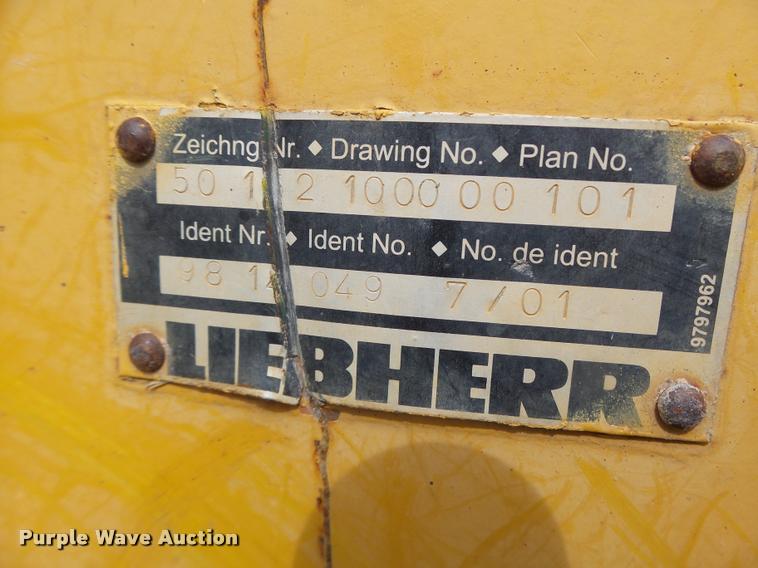 Zeichng Nr. ◆ Drawing No. ◆ Plan No.
50 1 2 1000 00 101
Ident Nr. ◆ Ident No. ◆ No. de ident
98 14 049 7/01
LIEBHERR
9797962
Purple Wave Auction